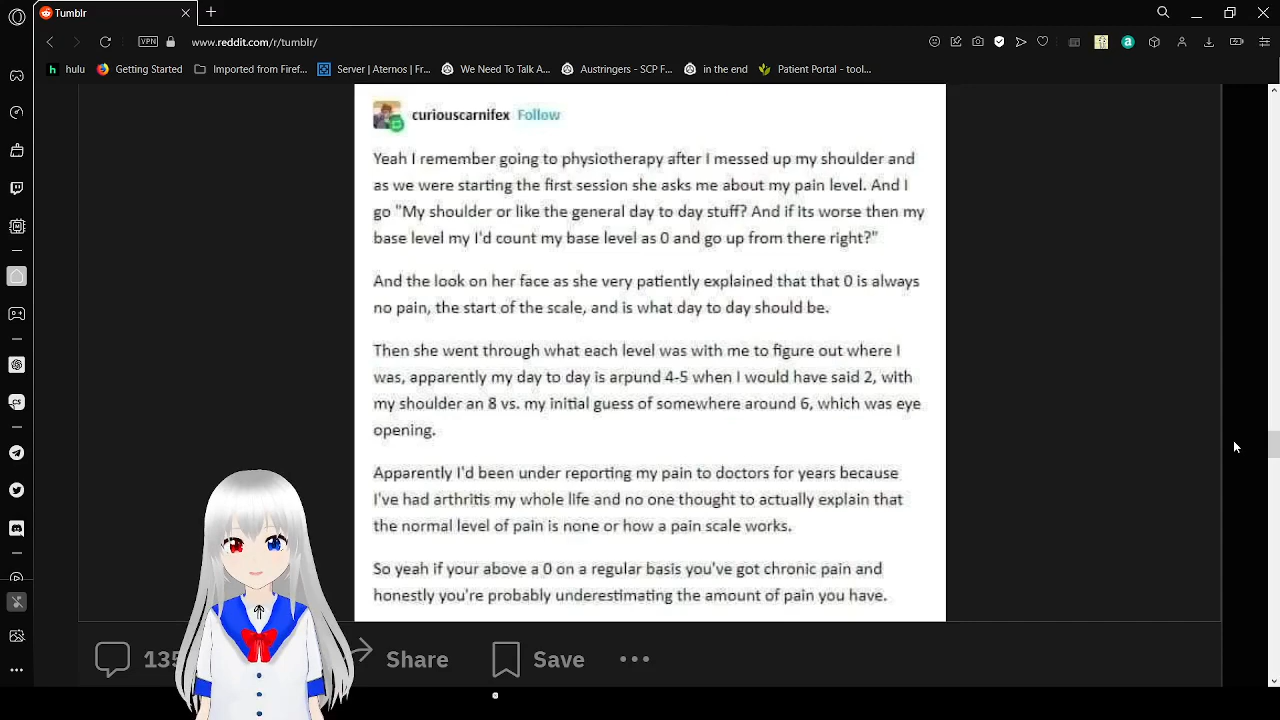 Tumblr
www.reddit.com/r/tumblr/
VPN
hulu
Getting Started
Imported from Firef...
Server | Aternos | Fr...
We Need To Talk A...
Austringers - SCP F...
in the end
Patient Portal - tool...
curiouscarnifex Follow
Yeah I remember going to physiotherapy after I messed up my shoulder and
as we were starting the first session she asks me about my pain level. And I
go "My shoulder or like the general day to day stuff? And if its worse then my
base level my I'd count my base level as 0 and go up from there right?"
And the look on her face as she very patiently explained that that 0 is always
no pain, the start of the scale, and is what day to day should be.
Then she went through what each level was with me to figure out where I
was, apparently my day to day is arpund 4-5 when I would have said 2, with
my shoulder an 8 vs. my initial guess of somewhere around 6, which was eye
opening.
Apparently I'd been under reporting my pain to doctors for years because
I've had arthritis my whole life and no one thought to actually explain that
the normal level of pain is none or how a pain scale works.
So yeah if your above a 0 on a regular basis you've got chronic pain and
honestly you're probably underestimating the amount of pain you have.
135
Share
Save